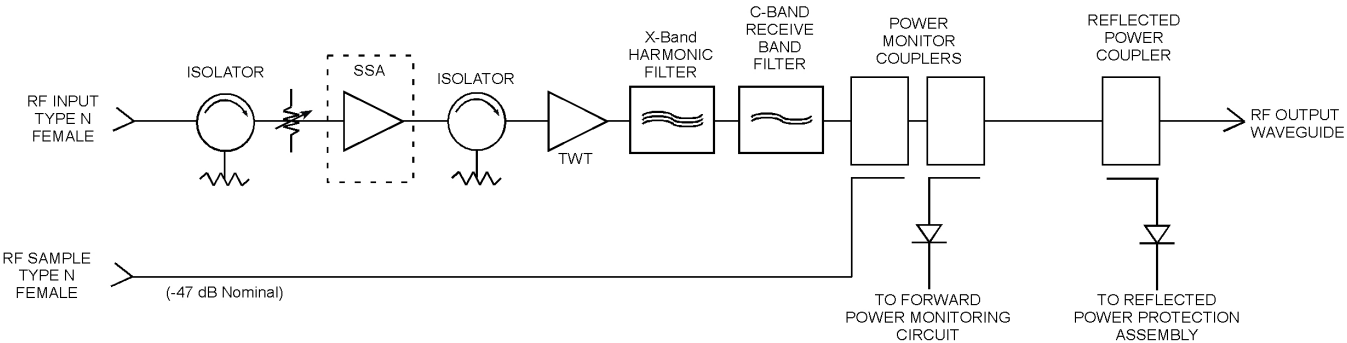 RF INPUT
TYPE N
FEMALE
ISOLATOR
SSA
ISOLATOR
TWT
X-Band
HARMONIC
FILTER
C-BAND
RECEIVE
BAND
FILTER
POWER
MONITOR
COUPLERS
REFLECTED
POWER
COUPLER
RF OUTPUT
WAVEGUIDE
RF SAMPLE
TYPE N
FEMALE
(-47 dB Nominal)
TO FORWARD
POWER MONITORING
CIRCUIT
TO REFLECTED
POWER PROTECTION
ASSEMBLY